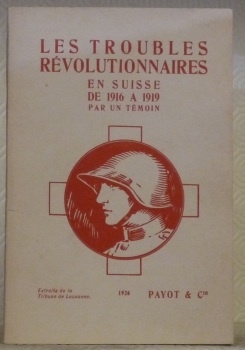 LES TROUBLES
RÉVOLUTIONNAIRES
EN SUISSE
DE 1916 A 1919
PAR UN TÉMOIN
Extraits de la
Tribune de Lausanne.
1926
PAYOT & Cie